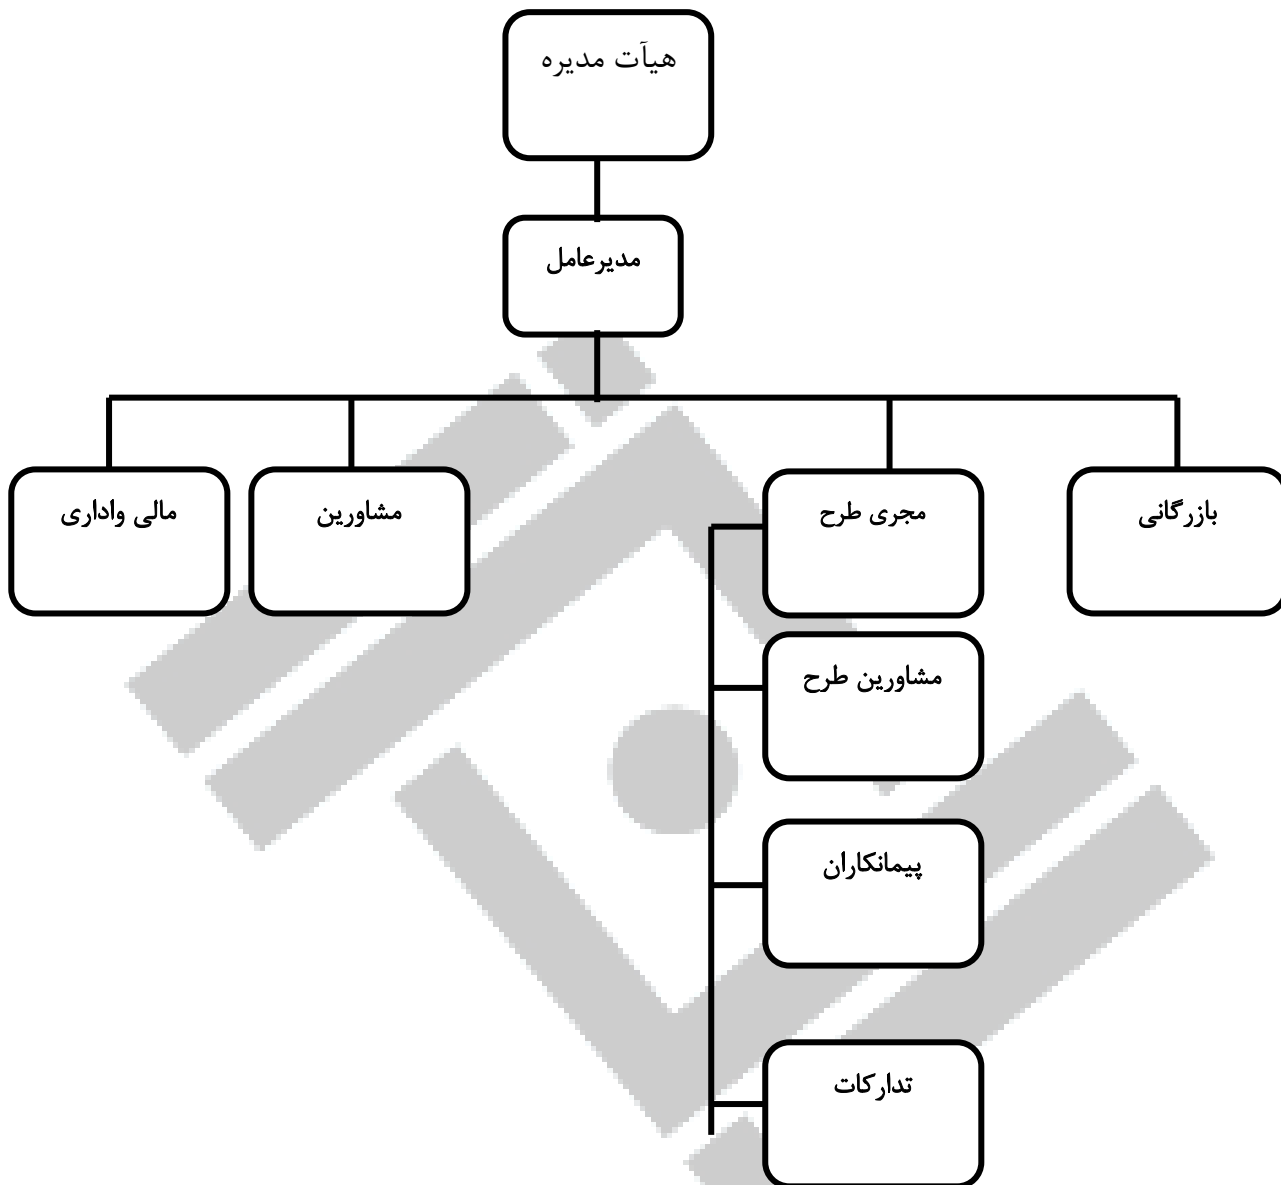 هیآت مدیره
مدیرعامل
بازرگانی
مجری طرح
مشاورین
مالی واداری
مشاورین طرح
پیمانکاران
تدارکات